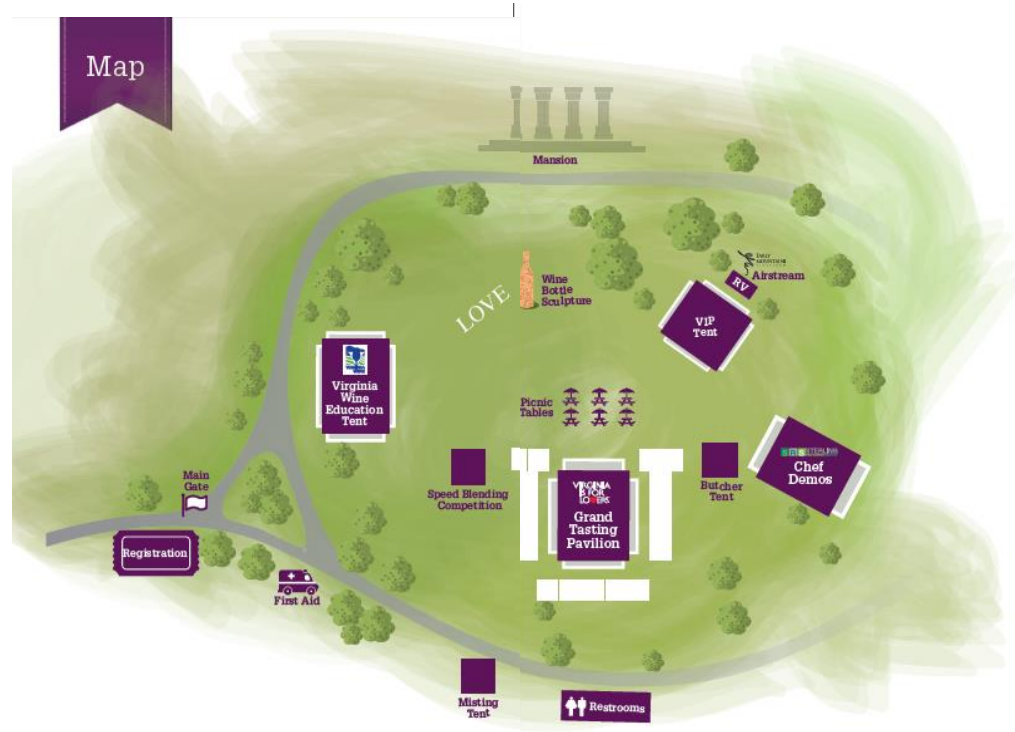 Map
Mansion
Wine
Bottle
Sculpture
LOVE
Airstream
RV
VIP
Tent
Virginia
Wine
Education
Tent
Picnic
Tables
Main
Gate
Speed Blending
Competition
VIRGINIA
IS FOR
LOVERS
Grand
Tasting
Pavilion
Butcher
Tent
Chef
Demos
Registration
First Aid
Misting
Tent
Restrooms